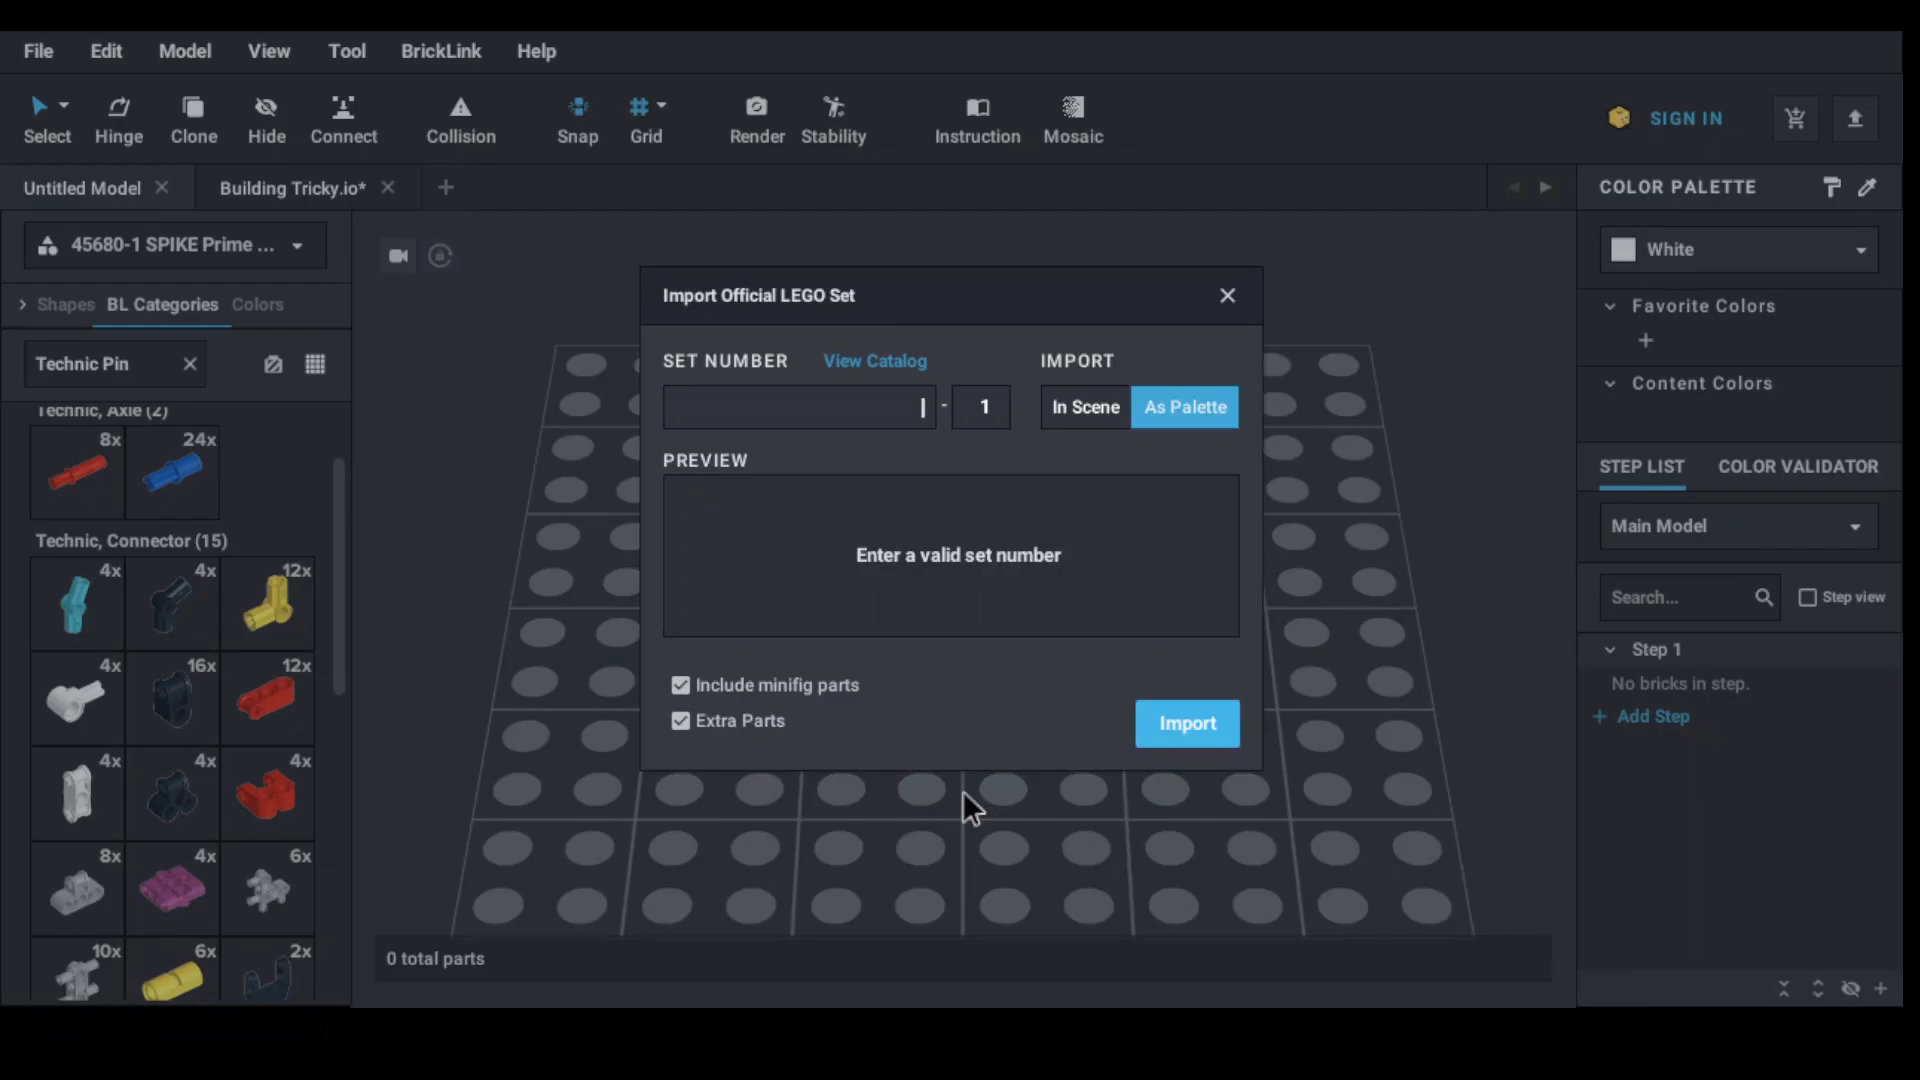 File Edit Model View Tool BrickLink Help
Select Hinge Clone Hide Connect Collision Snap Grid Render Stability Instruction Mosaic SIGN IN
Untitled Model Building Tricky.io*
45680-1 SPIKE Prime ...
Shapes BL Categories Colors
Technic Pin
Technic, Axle (2)
8x 24x
Technic, Connector (15)
4x 4x 12x
4x 16x 12x
4x 4x 4x
8x 4x 6x
10x 6x 2x
Import Official LEGO Set
SET NUMBER View Catalog IMPORT
- 1 In Scene As Palette
PREVIEW
Enter a valid set number
Include minifig parts
Extra Parts
Import
0 total parts
COLOR PALETTE
White
Favorite Colors
Content Colors
STEP LIST COLOR VALIDATOR
Main Model
Search... Step view
Step 1
No bricks in step.
+ Add Step